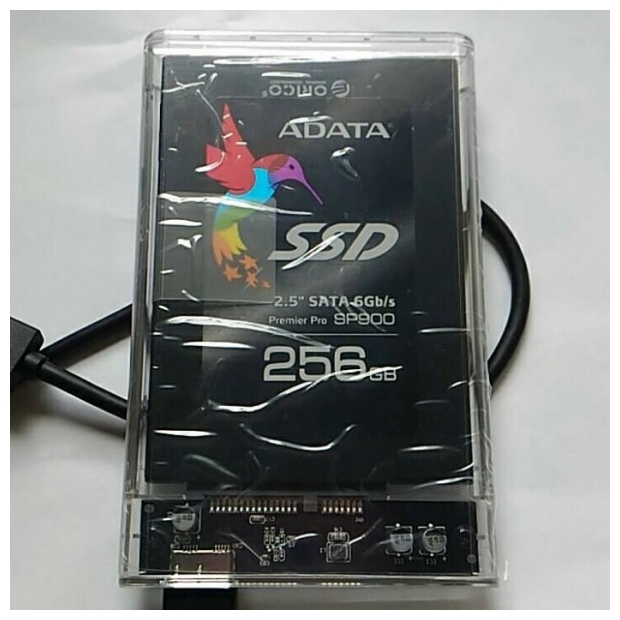 ORICO
ADATA
SSD
2.5" SATA 6Gb/s
Premier Pro SP900
256GB